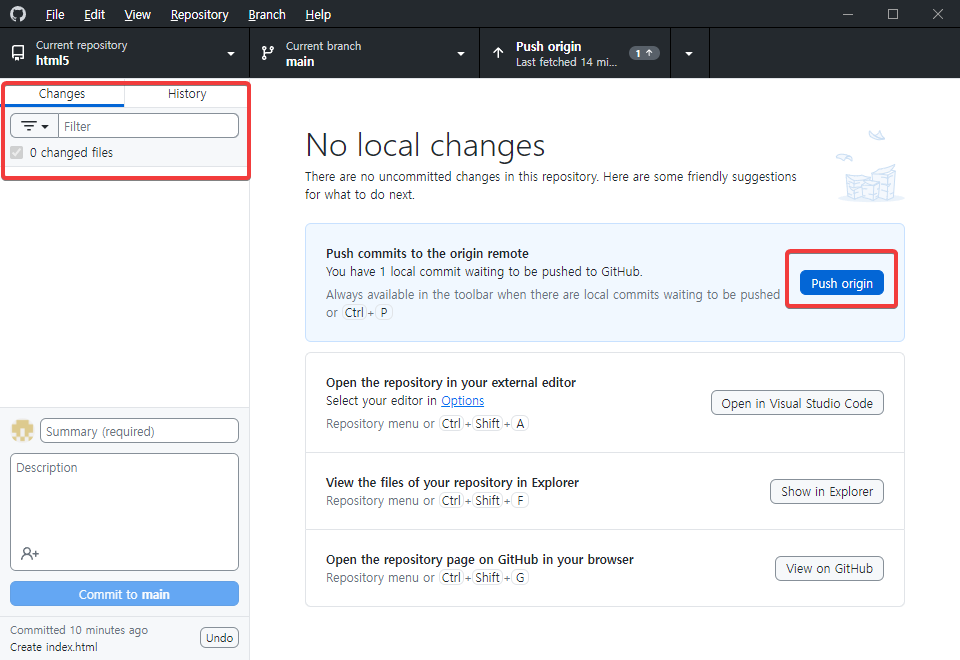 File Edit View Repository Branch Help
Current repository
html5
Current branch
main
Push origin
Last fetched 14 mi...
1
Changes History
Filter
0 changed files
No local changes
There are no uncommitted changes in this repository. Here are some friendly suggestions
for what to do next.
Push commits to the origin remote
You have 1 local commit waiting to be pushed to GitHub.
Always available in the toolbar when there are local commits waiting to be pushed
or Ctrl + P
Push origin
Open the repository in your external editor
Select your editor in Options
Repository menu or Ctrl + Shift + A
Open in Visual Studio Code
View the files of your repository in Explorer
Repository menu or Ctrl + Shift + F
Show in Explorer
Open the repository page on GitHub in your browser
Repository menu or Ctrl + Shift + G
View on GitHub
Summary (required)
Description
Commit to main
Committed 10 minutes ago
Create index.html
Undo